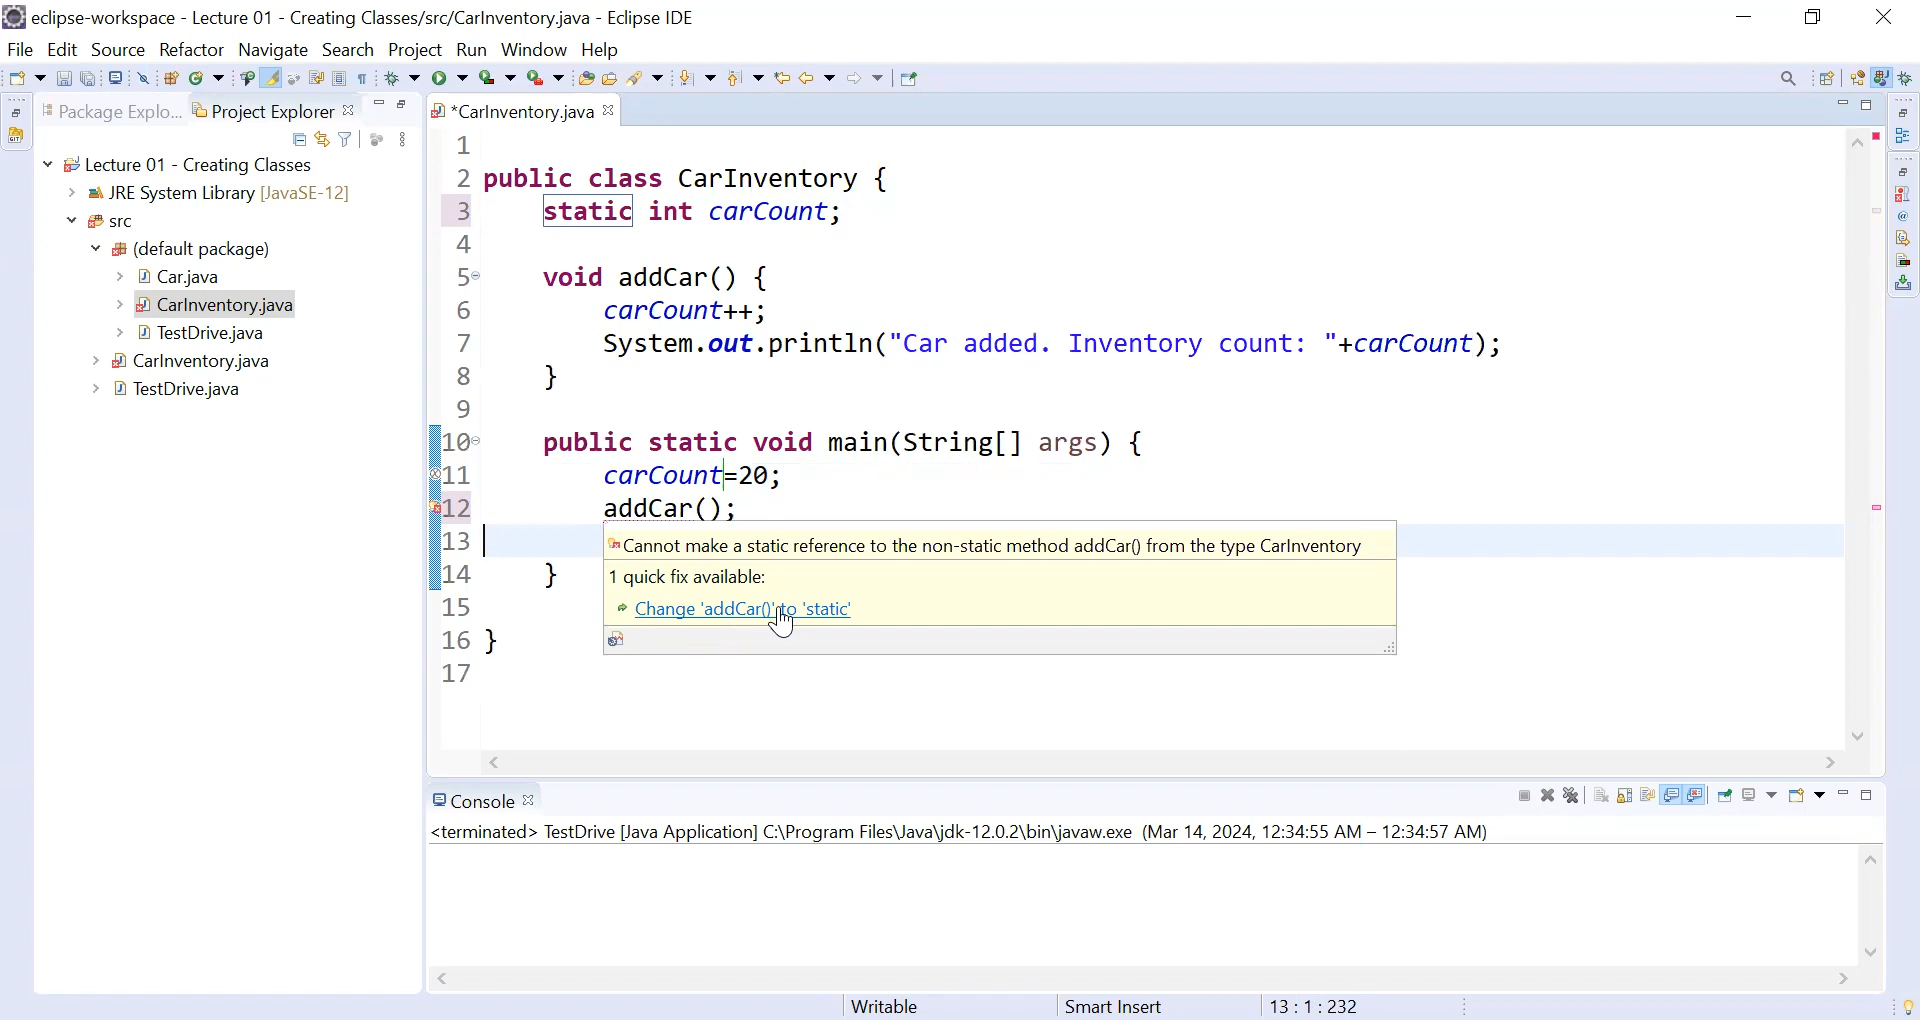 eclipse-workspace - Lecture 01 - Creating Classes/src/CarInventory.java - Eclipse IDE
File Edit Source Refactor Navigate Search Project Run Window Help
Package Explo... Project Explorer
*CarInventory.java
Lecture 01 - Creating Classes
JRE System Library [JavaSE-12]
src
(default package)
Car.java
CarInventory.java
TestDrive.java
CarInventory.java
TestDrive.java
1
2 public class CarInventory {
3 static int carCount;
4
5 void addCar() {
6 carCount++;
7 System.out.println("Car added. Inventory count: "+carCount);
8 }
9
10 public static void main(String[] args) {
11 carCount=20;
12 addCar();
13
14 }
15
16 }
17
Cannot make a static reference to the non-static method addCar() from the type CarInventory
1 quick fix available:
Change 'addCar()' to 'static'
Console
<terminated> TestDrive [Java Application] C:\Program Files\Java\jdk-12.0.2\bin\javaw.exe (Mar 14, 2024, 12:34:55 AM – 12:34:57 AM)
Writable Smart Insert 13 : 1 : 232